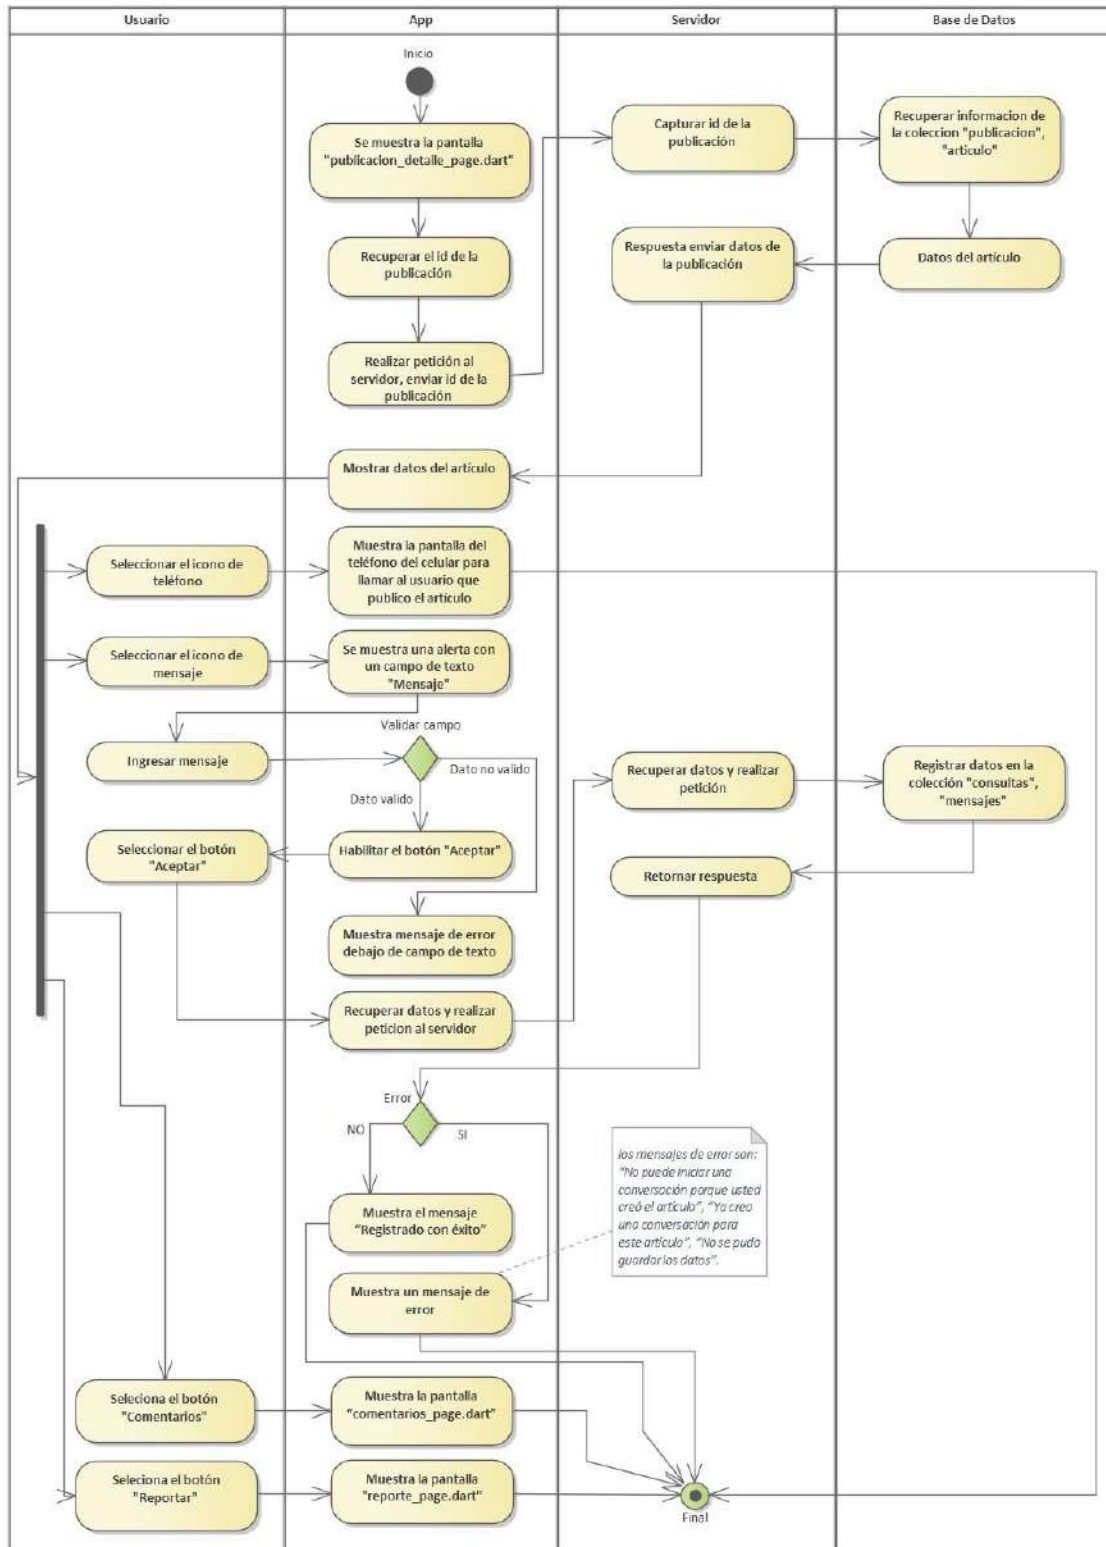 Usuario
App
Servidor
Base de Datos
Inicio
Se muestra la pantalla
"publicacion_detalle_page.dart"
Capturar id de la
publicación
Recuperar informacion de
la coleccion "publicacion",
"articulo"
Recuperar el id de la
publicación
Respuesta enviar datos de
la publicación
Datos del artículo
Realizar petición al
servidor, enviar id de la
publicación
Mostrar datos del artículo
Seleccionar el icono de
teléfono
Muestra la pantalla del
teléfono del celular para
llamar al usuario que
publico el artículo
Seleccionar el icono de
mensaje
Se muestra una alerta con
un campo de texto
"Mensaje"
Validar campo
Ingresar mensaje
Dato no valido
Dato valido
Recuperar datos y realizar
petición
Registrar datos en la
colección "consultas",
"mensajes"
Seleccionar el botón
"Aceptar"
Habilitar el botón "Aceptar"
Retornar respuesta
Muestra mensaje de error
debajo de campo de texto
Recuperar datos y realizar
peticion al servidor
Error
NO
SI
los mensajes de error son:
"No puede iniciar una
conversación porque usted
creó el artículo", "Ya creo
una conversación para
este artículo", "No se pudo
guardar los datos".
Muestra el mensaje
"Registrado con éxito"
Muestra un mensaje de
error
Seleciona el botón
"Comentarios"
Muestra la pantalla
"comentarios_page.dart"
Seleciona el botón
"Reportar"
Muestra la pantalla
"reporte_page.dart"
Final